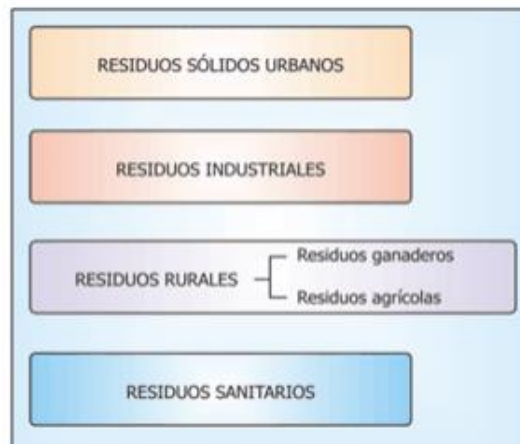 RESIDUOS SÓLIDOS URBANOS
RESIDUOS INDUSTRIALES
RESIDUOS RURALES
Residuos ganaderos
Residuos agrícolas
RESIDUOS SANITARIOS